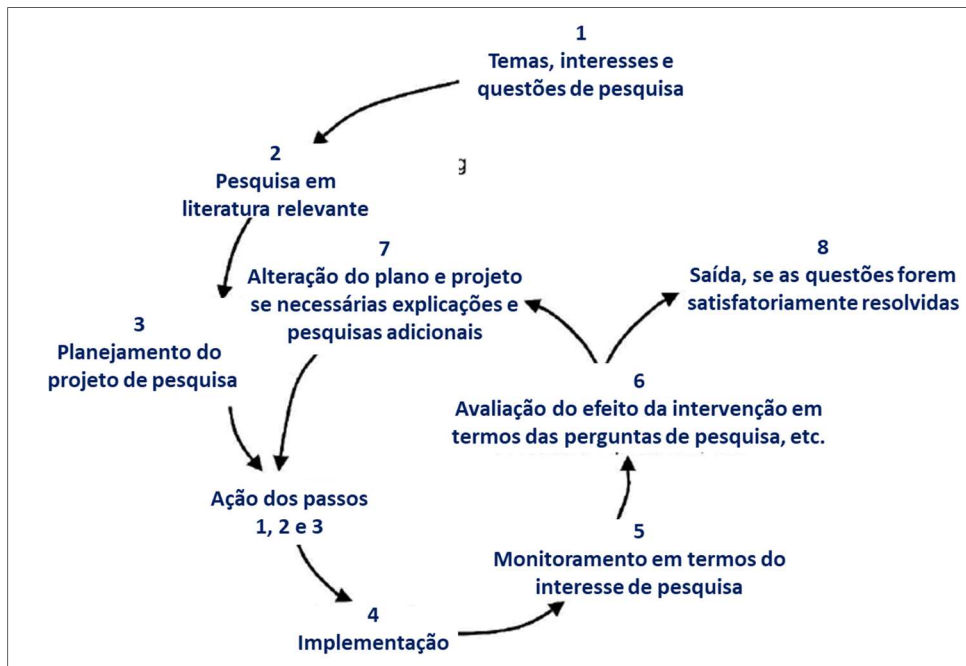 1
Temas, interesses e
questões de pesquisa
2
Pesquisa em
literatura relevante
g
7
Alteração do plano e projeto
se necessárias explicações e
pesquisas adicionais
8
Saída, se as questões forem
satisfatoriamente resolvidas
3
Planejamento do
projeto de pesquisa
6
Avaliação do efeito da intervenção em
termos das perguntas de pesquisa, etc.
Ação dos passos
1, 2 e 3
5
Monitoramento em termos do
interesse de pesquisa
4
Implementação